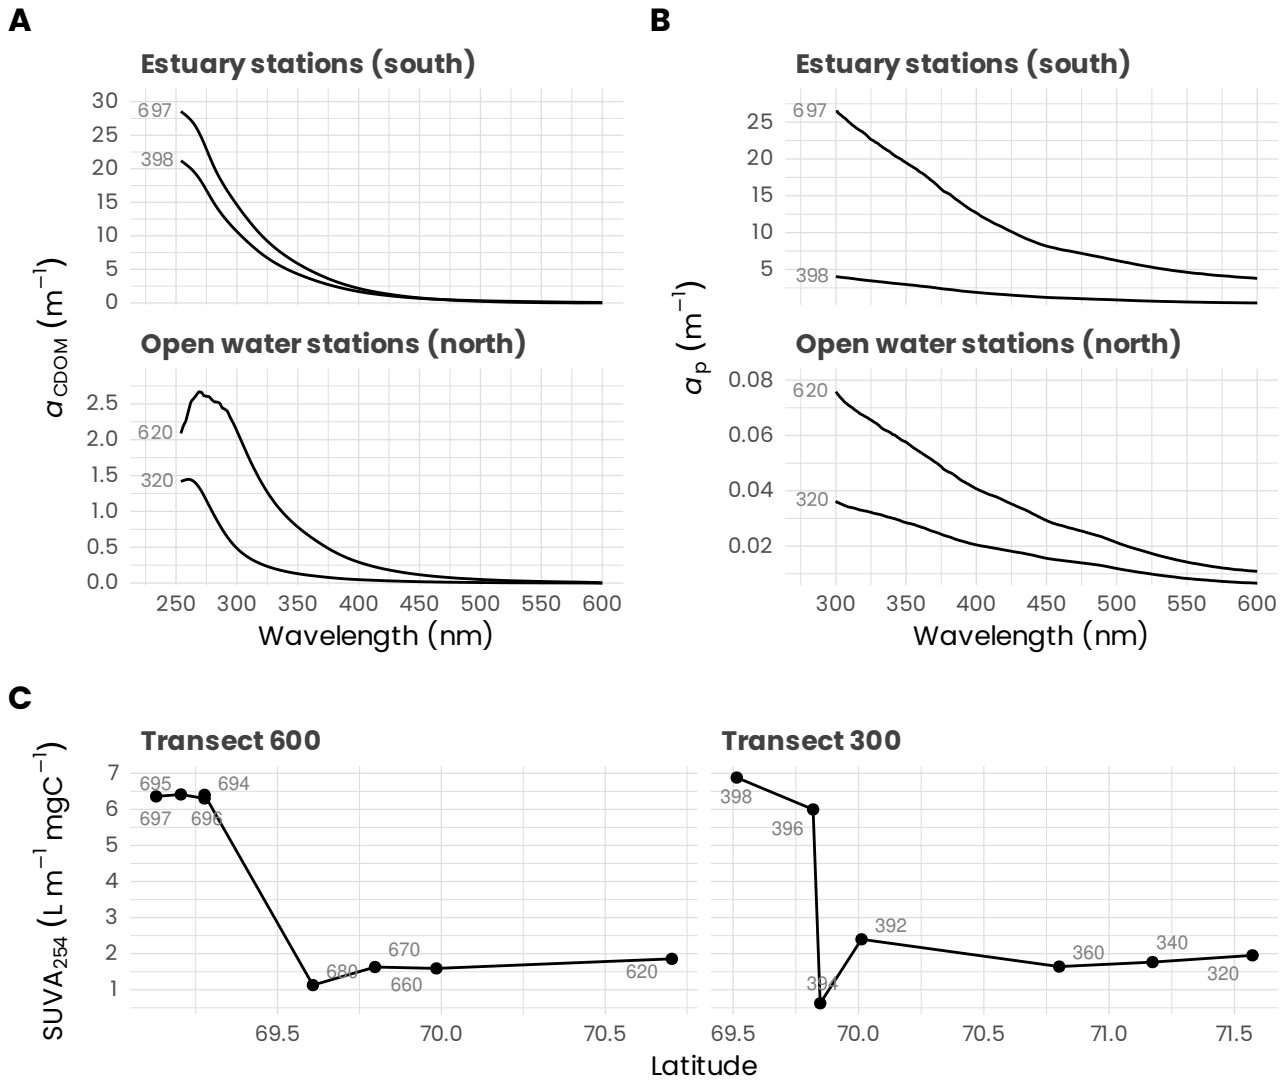 A
Estuary stations (south)
30
25
20
15
10
5
0
697
398
Open water stations (north)
2.5
2.0
1.5
1.0
0.5
0.0
620
320
250 300 350 400 450 500 550 600
Wavelength (nm)
aCDOM (m−1)
B
Estuary stations (south)
25
20
15
10
5
697
398
Open water stations (north)
0.08
0.06
0.04
0.02
620
320
300 350 400 450 500 550 600
Wavelength (nm)
ap (m−1)
C
Transect 600
7
6
5
4
3
2
1
695
694
697
696
680
670
660
620
69.5 70.0 70.5
Transect 300
398
396
394
392
360
340
320
69.5 70.0 70.5 71.0 71.5
Latitude
SUVA254 (L m−1 mgC−1)